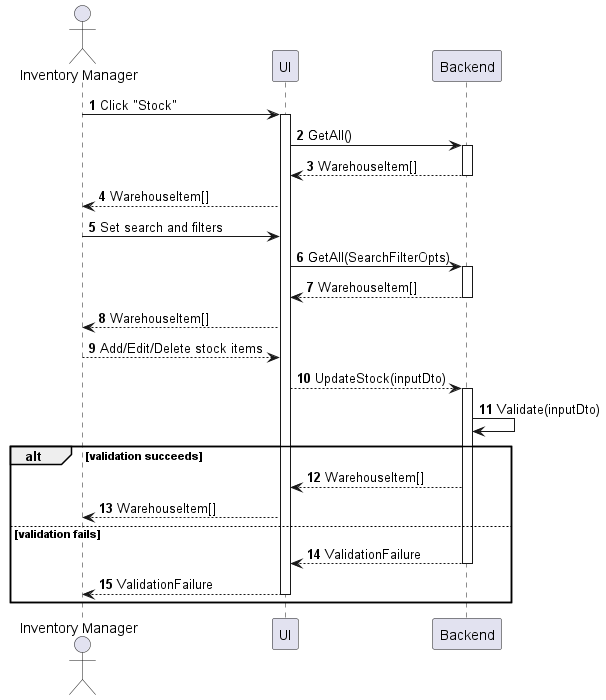 Inventory Manager
UI
Backend
1 Click "Stock"
2 GetAll()
3 WarehouseItem[]
4 WarehouseItem[]
5 Set search and filters
6 GetAll(SearchFilterOpts)
7 WarehouseItem[]
8 WarehouseItem[]
9 Add/Edit/Delete stock items
10 UpdateStock(inputDto)
11 Validate(inputDto)
alt [validation succeeds]
12 WarehouseItem[]
13 WarehouseItem[]
[validation fails]
14 ValidationFailure
15 ValidationFailure
Inventory Manager
UI
Backend